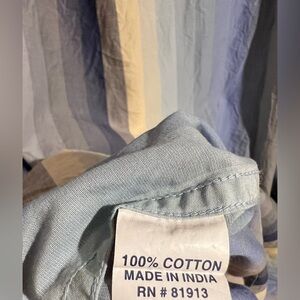 100% COTTON
MADE IN INDIA
RN # 81913